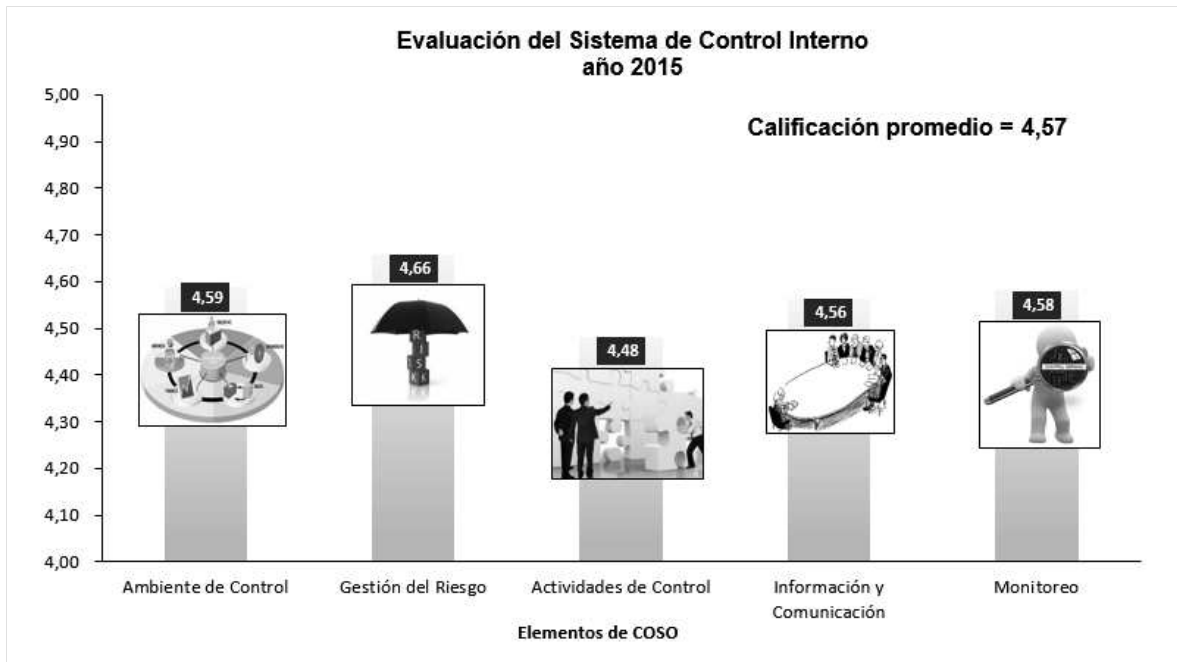 Evaluación del Sistema de Control Interno
año 2015
Calificación promedio = 4,57
5,00
4,90
4,80
4,70
4,60
4,50
4,40
4,30
4,20
4,10
4,00
4,59
4,66
4,48
4,56
4,58
R
I
S
K
Ambiente de Control
Gestión del Riesgo
Actividades de Control
Información y
Comunicación
Monitoreo
Elementos de COSO